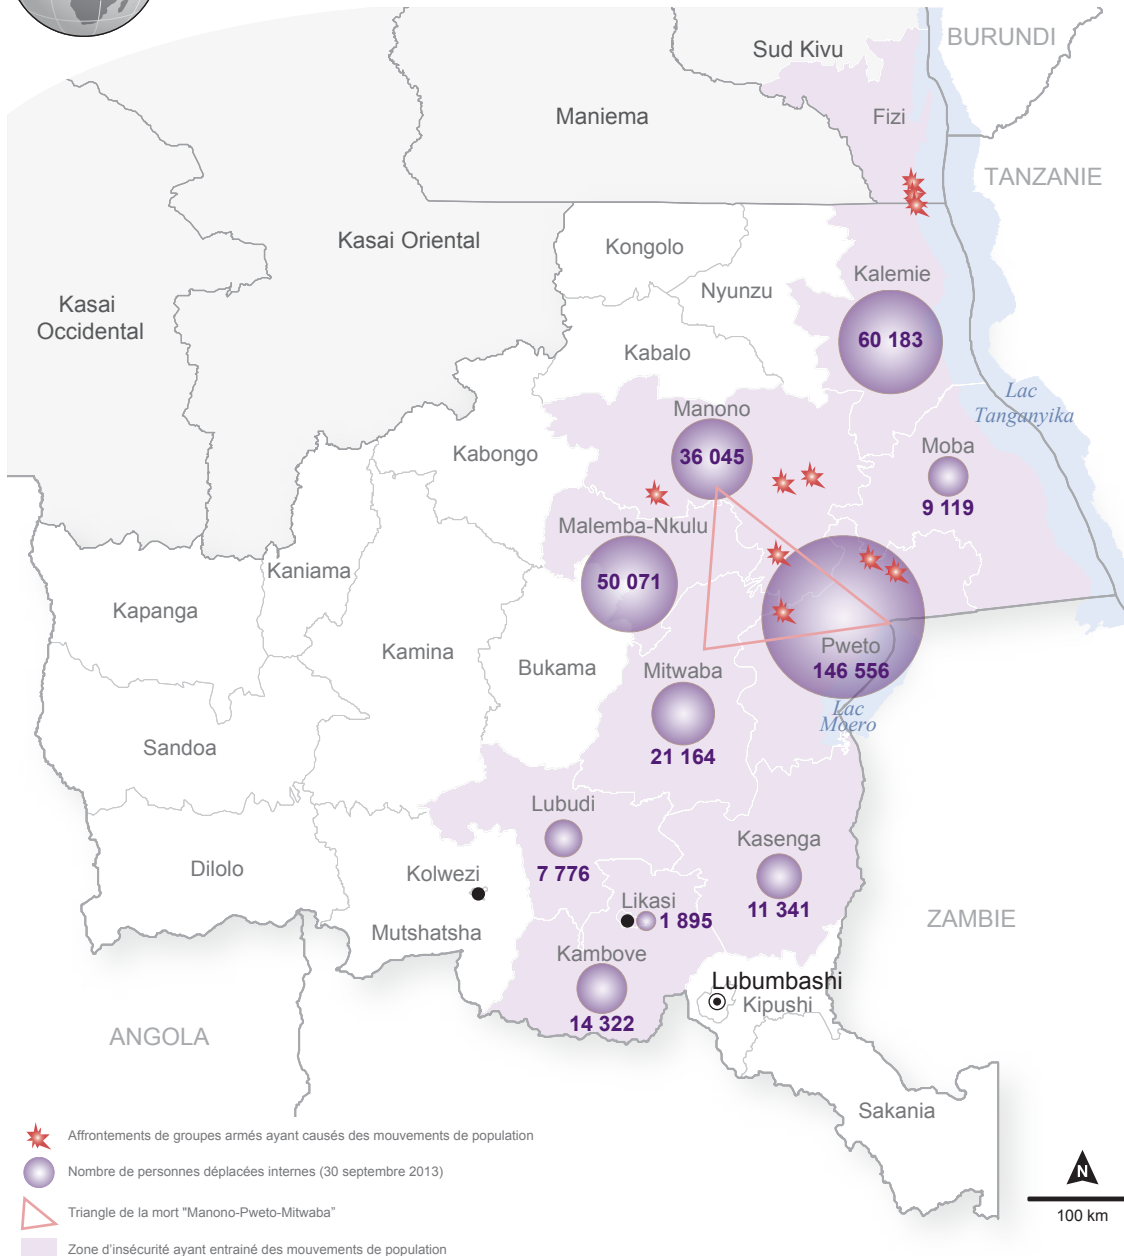 BURUNDI
Sud Kivu
Fizi
Maniema
TANZANIE
Kasai Oriental
Kongolo
Kalemie
Nyunzu
Kasai
Occidental
60 183
Kabalo
Lac
Tanganyika
Manono
Moba
Kabongo
36 045
9 119
Malemba-Nkulu
50 071
Kaniama
Kapanga
Kamina
Pweto
Bukama
Mitwaba
146 556
Lac
Moero
Sandoa
21 164
Lubudi
Kasenga
Dilolo
Kolwezi
7 776
Likasi
11 341
1 895
ZAMBIE
Mutshatsha
Kambove
Lubumbashi
Kipushi
14 322
ANGOLA
Sakania
Affrontements de groupes armés ayant causés des mouvements de population
Nombre de personnes déplacées internes (30 septembre 2013)
Triangle de la mort "Manono-Pweto-Mitwaba"
Zone d'insécurité ayant entrainé des mouvements de population
N
100 km